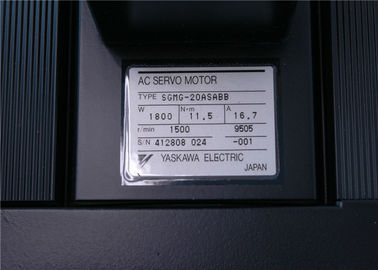 AC SERVO MOTOR
TYPE SGMG-20ASABB
W N·m A
1800 11.5 16.7
r/min 1500 9505
S/N 412808 024 -001
YASKAWA ELECTRIC
JAPAN